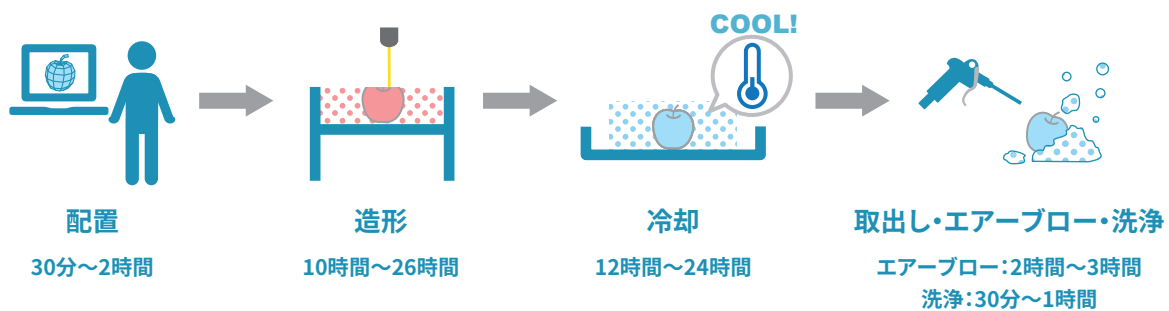 COOL!
配置
30分〜2時間
造形
10時間〜26時間
冷却
12時間〜24時間
取出し・エアーブロー・洗浄
エアーブロー：2時間〜3時間
洗浄：30分〜1時間